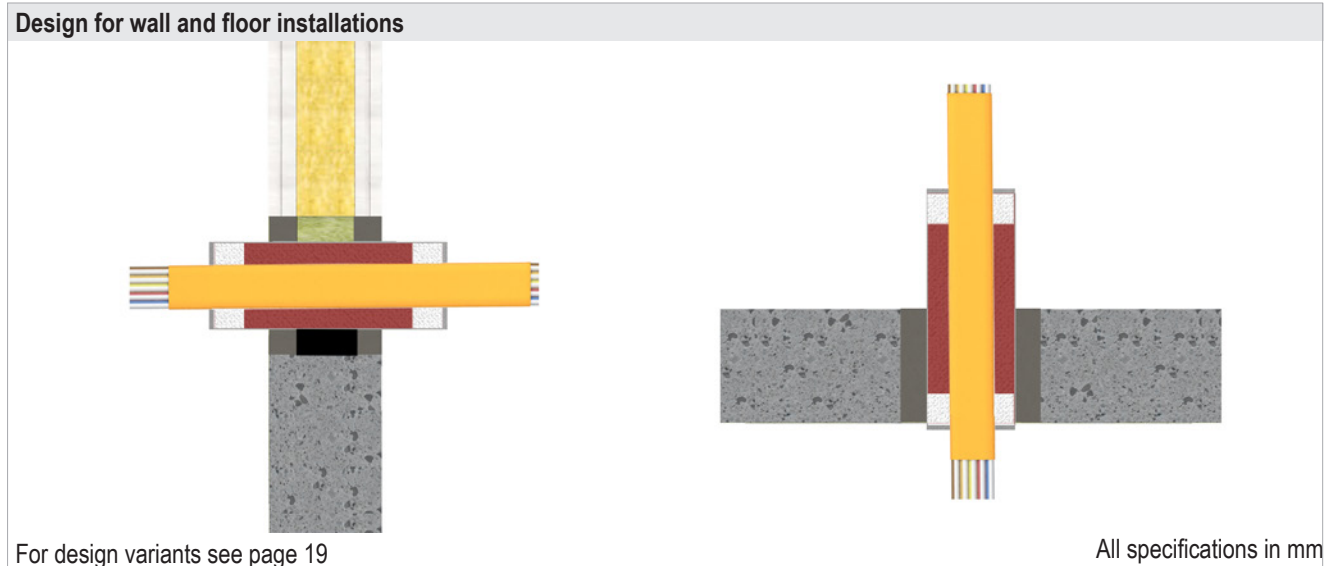 Design for wall and floor installations
For design variants see page 19
All specifications in mm